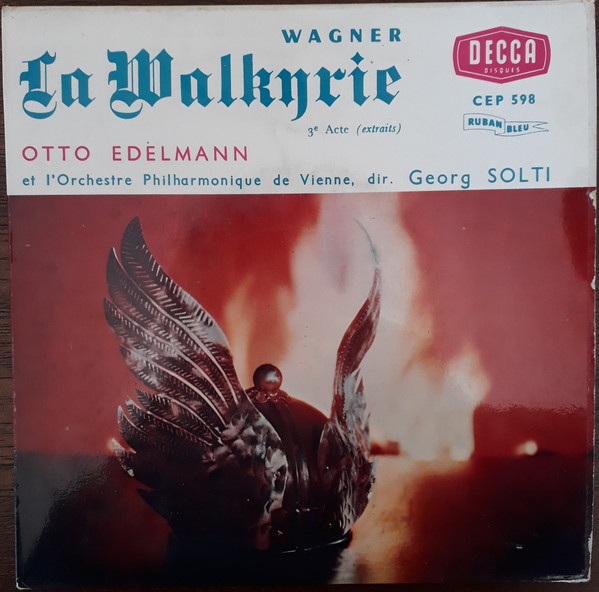 WAGNER
La Walkyrie
3e Acte (extraits)
DECCA
DISQUES
CEP 598
RUBAN BLEU
OTTO EDELMANN
et l'Orchestre Philharmonique de Vienne, dir. Georg SOLTI